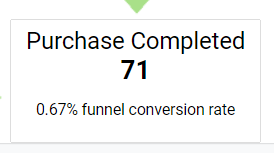 Purchase Completed
71
0.67% funnel conversion rate